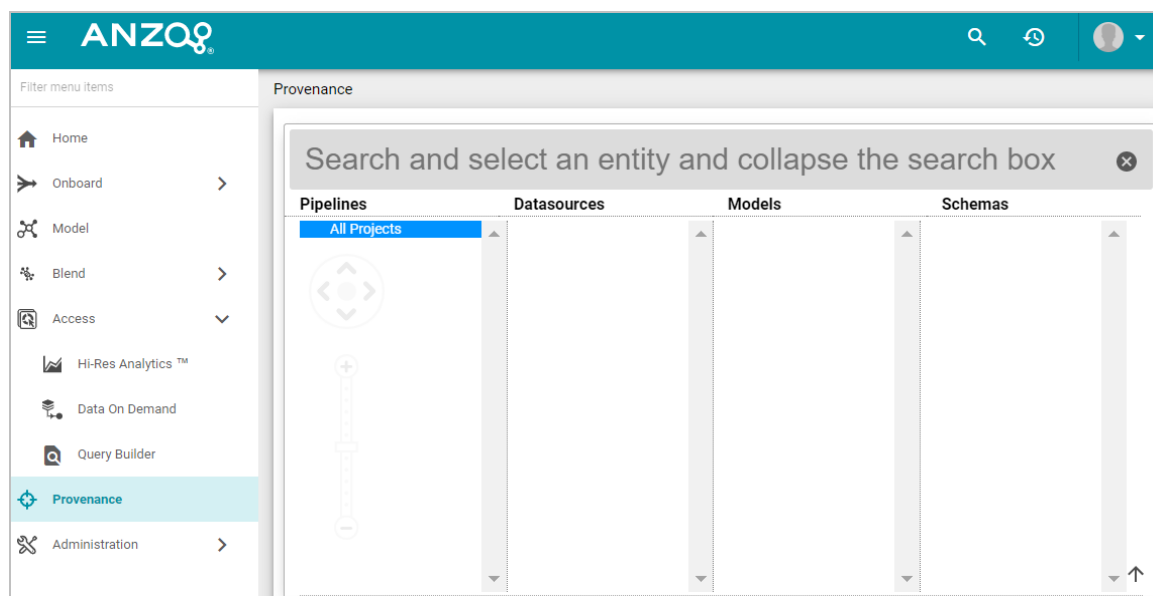 ANZO®
Filter menu items
Provenance
Home
Onboard
Model
Blend
Access
Hi-Res Analytics ™
Data On Demand
Query Builder
Provenance
Administration
Search and select an entity and collapse the search box
Pipelines Datasources Models Schemas
All Projects